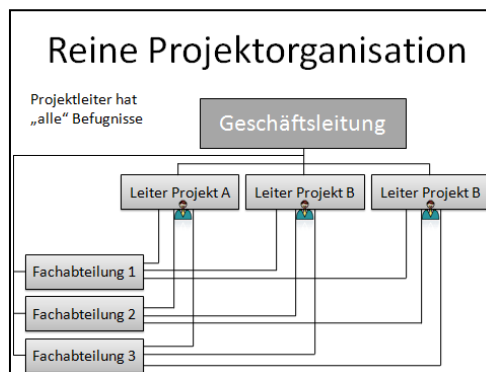 Reine Projektorganisation
Projektleiter hat
„alle“ Befugnisse
Geschäftsleitung
Leiter Projekt A
Leiter Projekt B
Leiter Projekt B
Fachabteilung 1
Fachabteilung 2
Fachabteilung 3